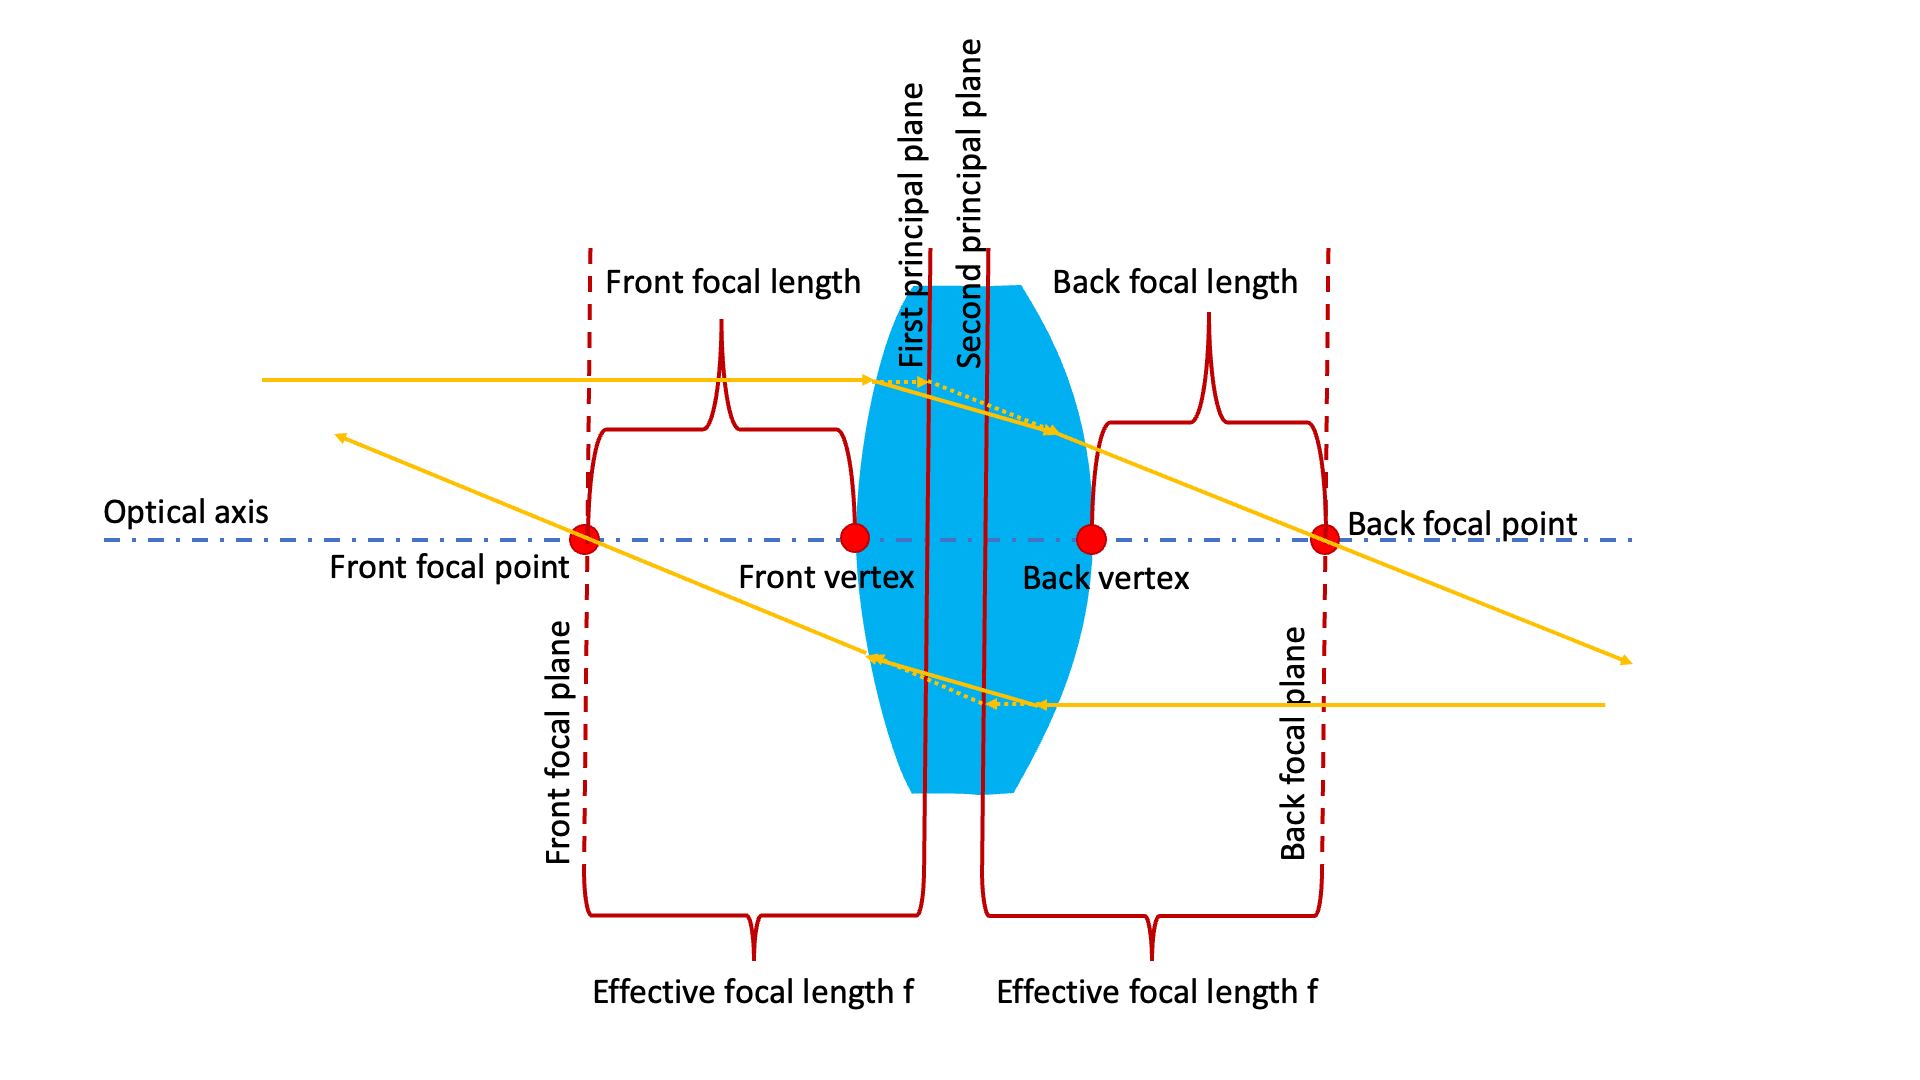 First principal plane
Second principal plane
Front focal length
Back focal length
Optical axis
Back focal point
Front focal point
Front vertex
Back vertex
Front focal plane
Back focal plane
Effective focal length f
Effective focal length f